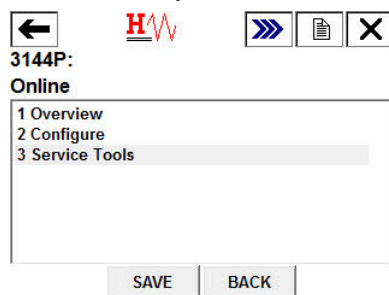 H
3144P:
Online
1 Overview
2 Configure
3 Service Tools
SAVE BACK